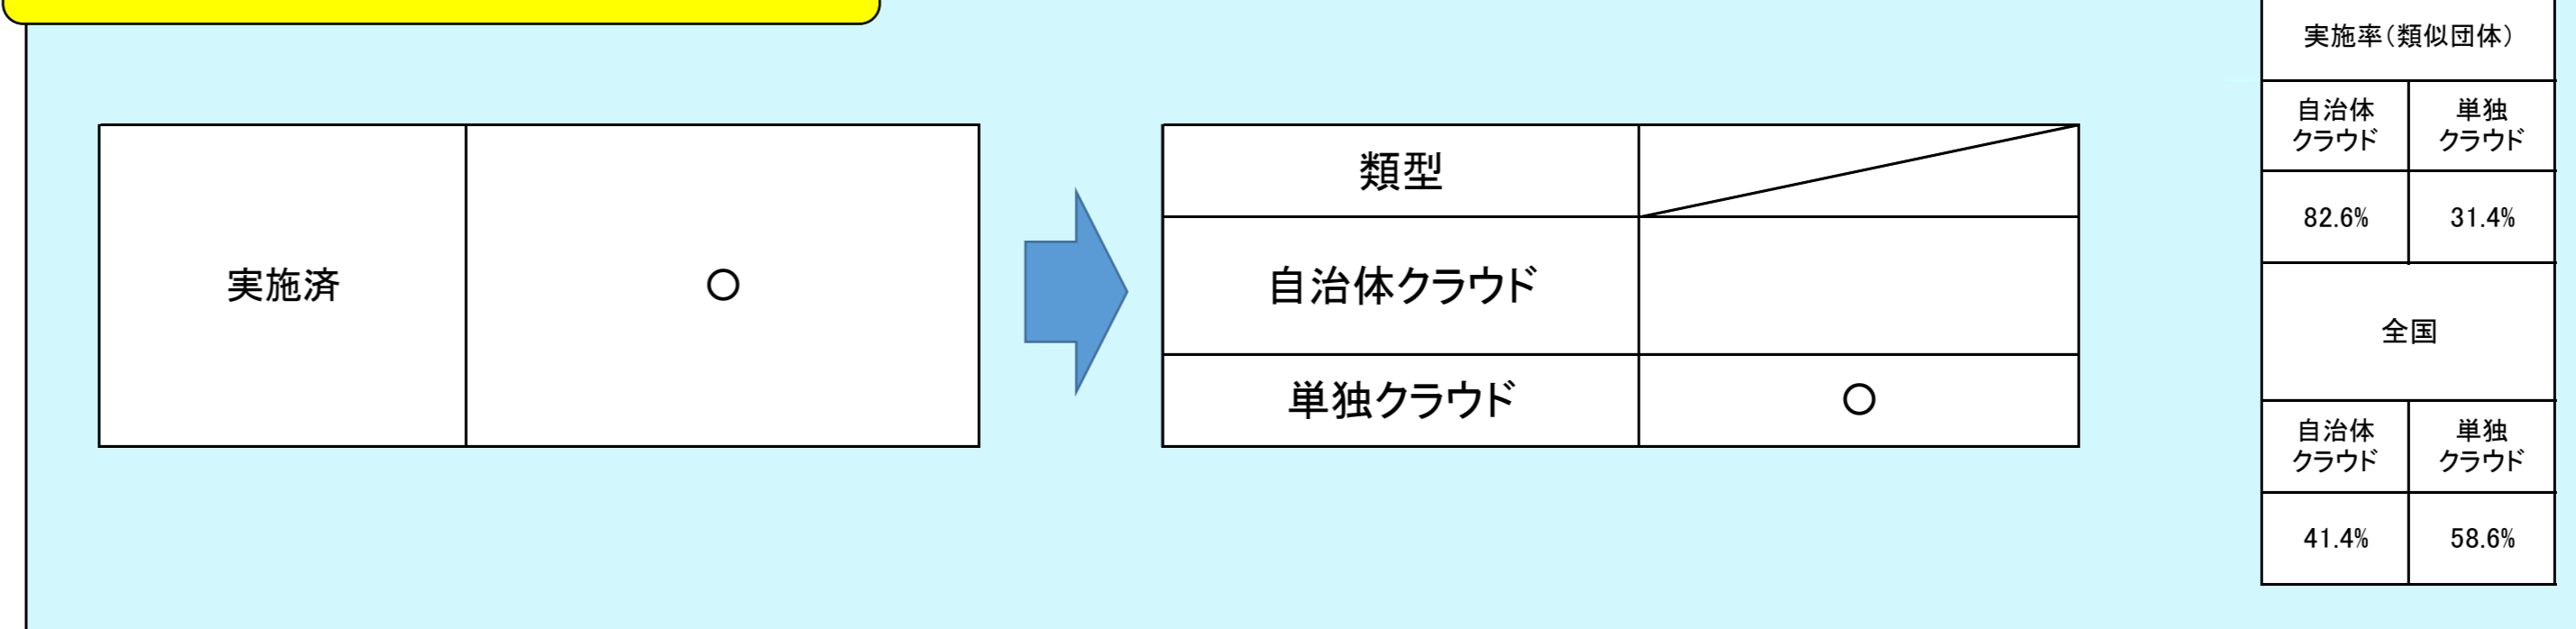 実施済
○
類型
自治体クラウド
単独クラウド
○
実施率(類似団体)
自治体
クラウド
単独
クラウド
82.6%
31.4%
全国
自治体
クラウド
単独
クラウド
41.4%
58.6%